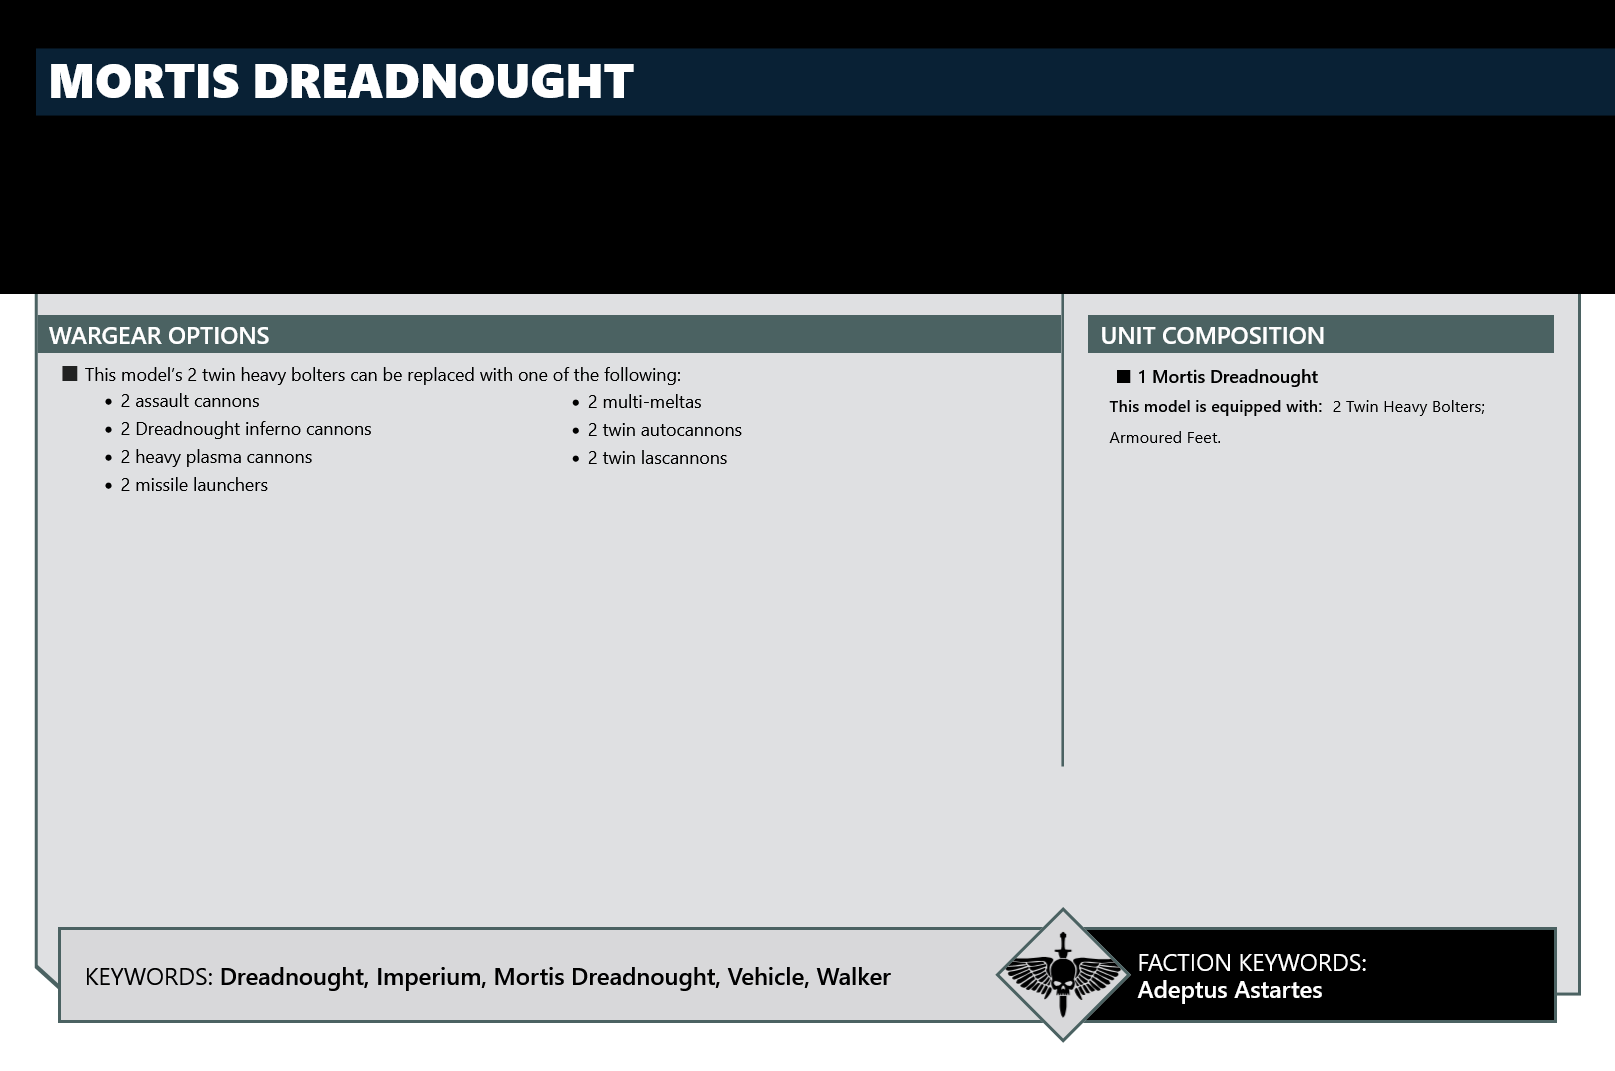 MORTIS DREADNOUGHT
WARGEAR OPTIONS
■ This model's 2 twin heavy bolters can be replaced with one of the following:
• 2 assault cannons
• 2 Dreadnought inferno cannons
• 2 heavy plasma cannons
• 2 missile launchers
• 2 multi-meltas
• 2 twin autocannons
• 2 twin lascannons
UNIT COMPOSITION
■ 1 Mortis Dreadnought
This model is equipped with: 2 Twin Heavy Bolters;
Armoured Feet.
KEYWORDS: Dreadnought, Imperium, Mortis Dreadnought, Vehicle, Walker
FACTION KEYWORDS:
Adeptus Astartes